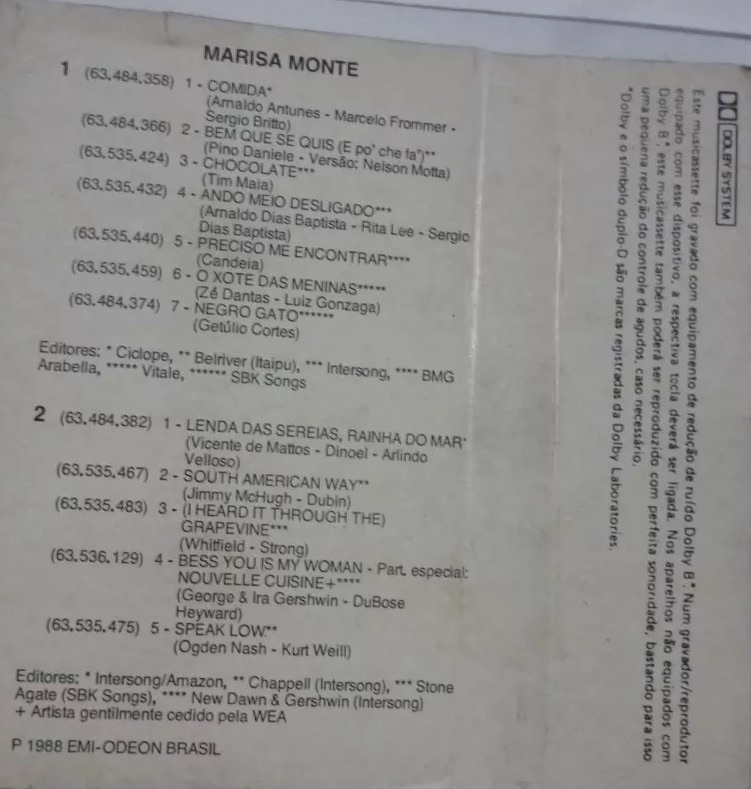 MARISA MONTE
1 (63.484.358) 1 - COMIDA*
(Arnaldo Antunes - Marcelo Frommer -
Sergio Britto)
(63.484.366) 2 - BEM QUE SE QUIS (E po' che fa')**
(Pino Daniele - Versão: Nelson Motta)
(63.535.424) 3 - CHOCOLATE***
(Tim Maia)
(63.535.432) 4 - ANDO MEIO DESLIGADO***
(Arnaldo Dias Baptista - Rita Lee - Sergio
Dias Baptista)
(63.535.440) 5 - PRECISO ME ENCONTRAR****
(Candeia)
(63.535.459) 6 - O XOTE DAS MENINAS*****
(Zé Dantas - Luiz Gonzaga)
(63.484.374) 7 - NEGRO GATO******
(Getúlio Cortes)
Editores: * Ciclope, ** Belriver (Itaipu), *** Intersong, **** BMG
Arabella, ***** Vitale, ****** SBK Songs
2 (63.484.382) 1 - LENDA DAS SEREIAS, RAINHA DO MAR*
(Vicente de Mattos - Dinoel - Arlindo
Velloso)
(63.535.467) 2 - SOUTH AMERICAN WAY**
(Jimmy McHugh - Dubin)
(63.535.483) 3 - (I HEARD IT THROUGH THE)
GRAPEVINE***
(Whitfield - Strong)
(63.536.129) 4 - BESS YOU IS MY WOMAN - Part. especial:
NOUVELLE CUISINE+****
(George & Ira Gershwin - DuBose
Heyward)
(63.535.475) 5 - SPEAK LOW**
(Ogden Nash - Kurt Weill)
Editores: * Intersong/Amazon, ** Chappell (Intersong), *** Stone
Agate (SBK Songs), **** New Dawn & Gershwin (Intersong)
+ Artista gentilmente cedido pela WEA
P 1988 EMI-ODEON BRASIL
DOLBY SYSTEM
Este musicassette foi gravado com equipamento de redução de ruído Dolby B*. Num gravador/reprodutor
equipado com esse dispositivo, a respectiva tecla deverá ser ligada. Nos aparelhos não equipados com
Dolby B*, este musicassette também poderá ser reproduzido com perfeita sonoridade, bastando para isso
uma pequena redução do controle de agudos, caso necessário.
*Dolby e o símbolo duplo-D são marcas registradas da Dolby Laboratories.